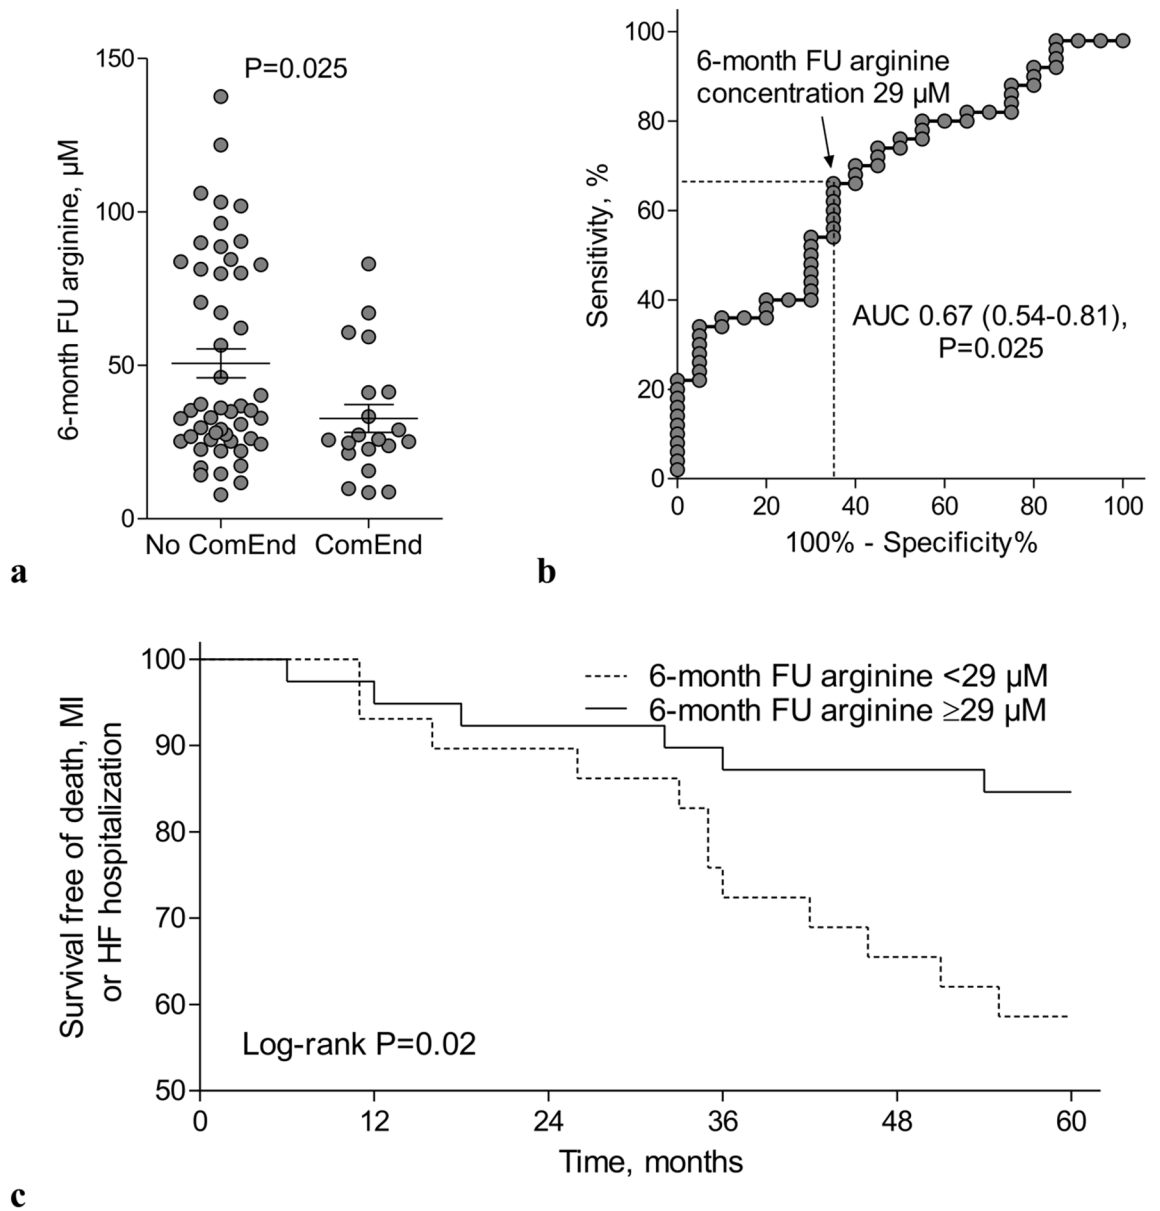 150
100
50
0
6-month FU arginine, µM
P=0.025
No ComEnd
ComEnd
a
100
80
60
40
20
0
Sensitivity, %
6-month FU arginine
concentration 29 µM
AUC 0.67 (0.54-0.81),
P=0.025
0 20 40 60 80 100
100% - Specificity%
b
100
90
80
70
60
50
Survival free of death, MI
or HF hospitalization
6-month FU arginine <29 µM
6-month FU arginine ≥29 µM
Log-rank P=0.02
0 12 24 36 48 60
Time, months
c